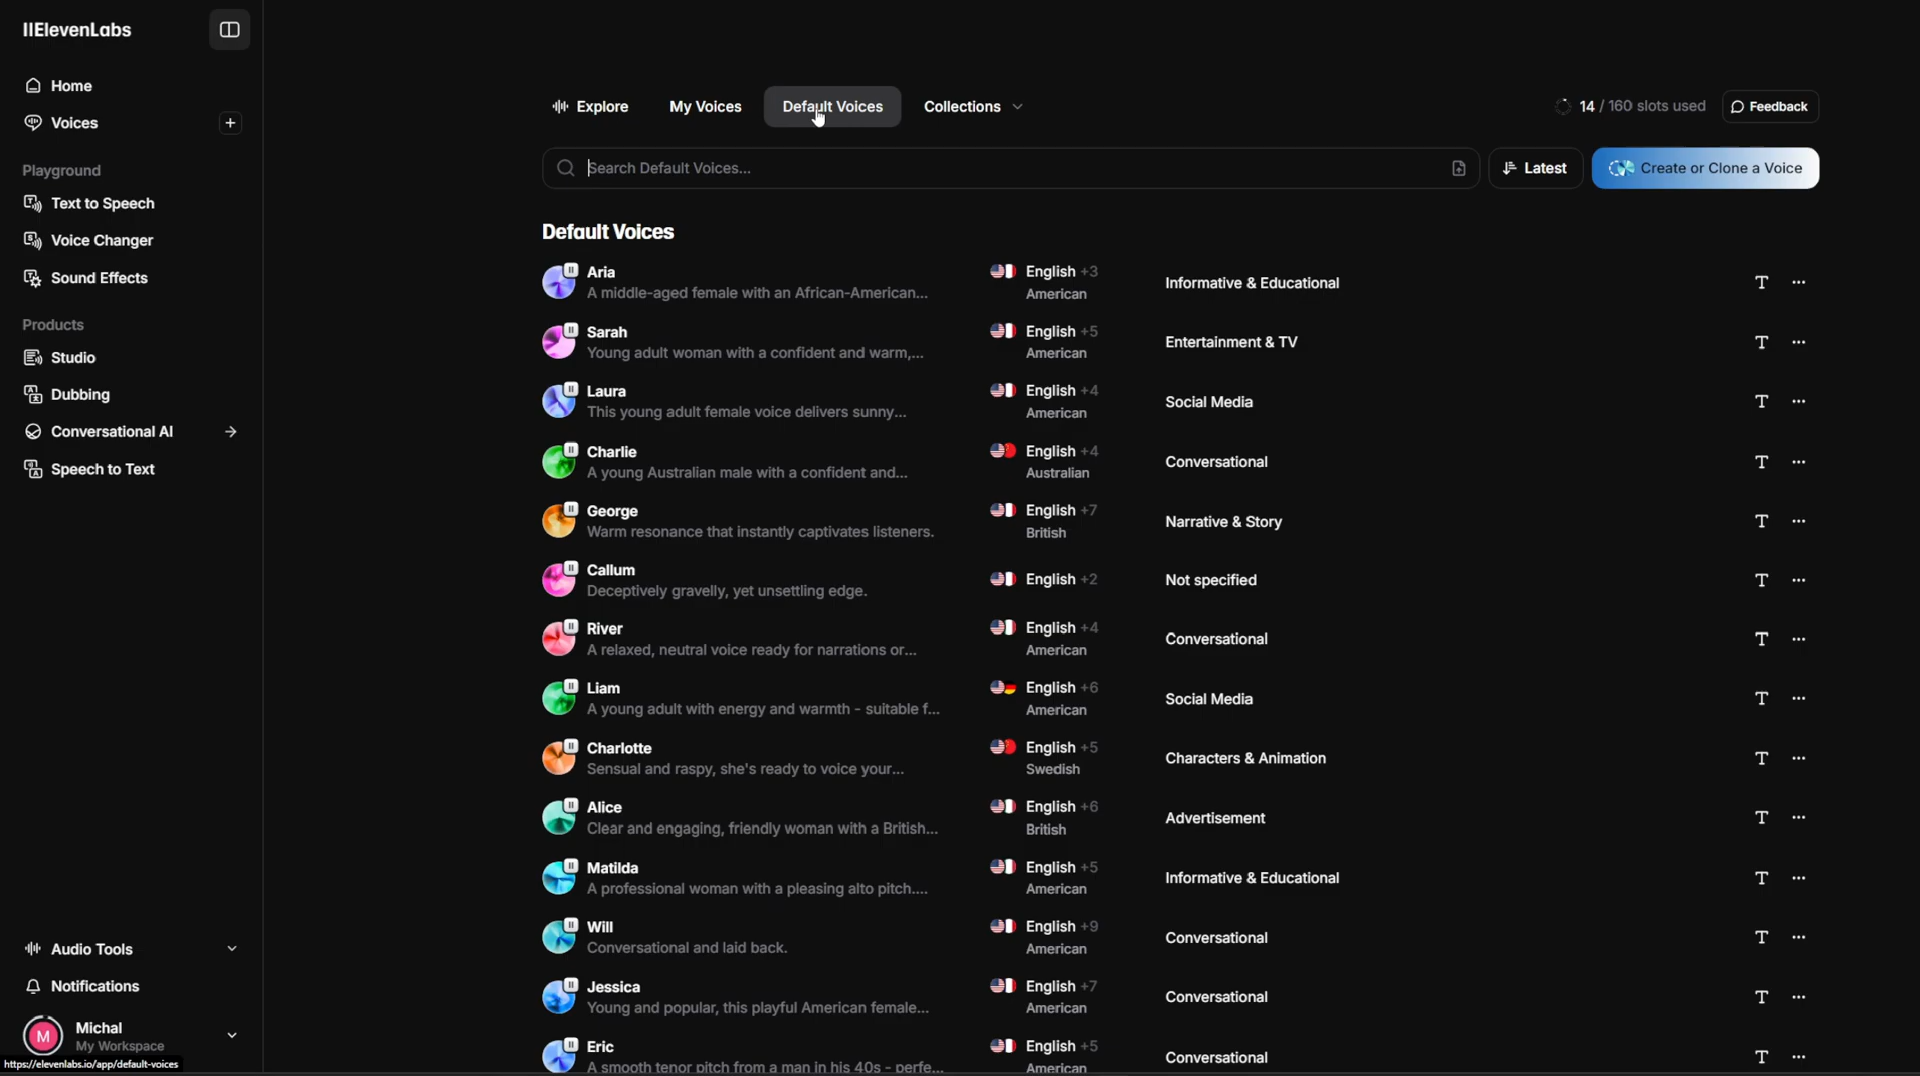 IIElevenLabs
Home
Voices
+
Playground
Text to Speech
Voice Changer
Sound Effects
Products
Studio
Dubbing
Conversational AI
Speech to Text
Audio Tools
Notifications
M
Michal
My Workspace
https://elevenlabs.io/app/default-voices
Explore
My Voices
Default Voices
Collections
14 / 160 slots used
Feedback
Search Default Voices...
Latest
Create or Clone a Voice
Default Voices
Aria
A middle-aged female with an African-American...
English +3
American
Informative & Educational
Sarah
Young adult woman with a confident and warm,...
English +5
American
Entertainment & TV
Laura
This young adult female voice delivers sunny...
English +4
American
Social Media
Charlie
A young Australian male with a confident and...
English +4
Australian
Conversational
George
Warm resonance that instantly captivates listeners.
English +7
British
Narrative & Story
Callum
Deceptively gravelly, yet unsettling edge.
English +2
Not specified
River
A relaxed, neutral voice ready for narrations or...
English +4
American
Conversational
Liam
A young adult with energy and warmth - suitable f...
English +6
American
Social Media
Charlotte
Sensual and raspy, she's ready to voice your...
English +5
Swedish
Characters & Animation
Alice
Clear and engaging, friendly woman with a British...
English +6
British
Advertisement
Matilda
A professional woman with a pleasing alto pitch....
English +5
American
Informative & Educational
Will
Conversational and laid back.
English +9
American
Conversational
Jessica
Young and popular, this playful American female...
English +7
American
Conversational
Eric
A smooth tenor pitch from a man in his 40s - perfe...
English +5
American
Conversational